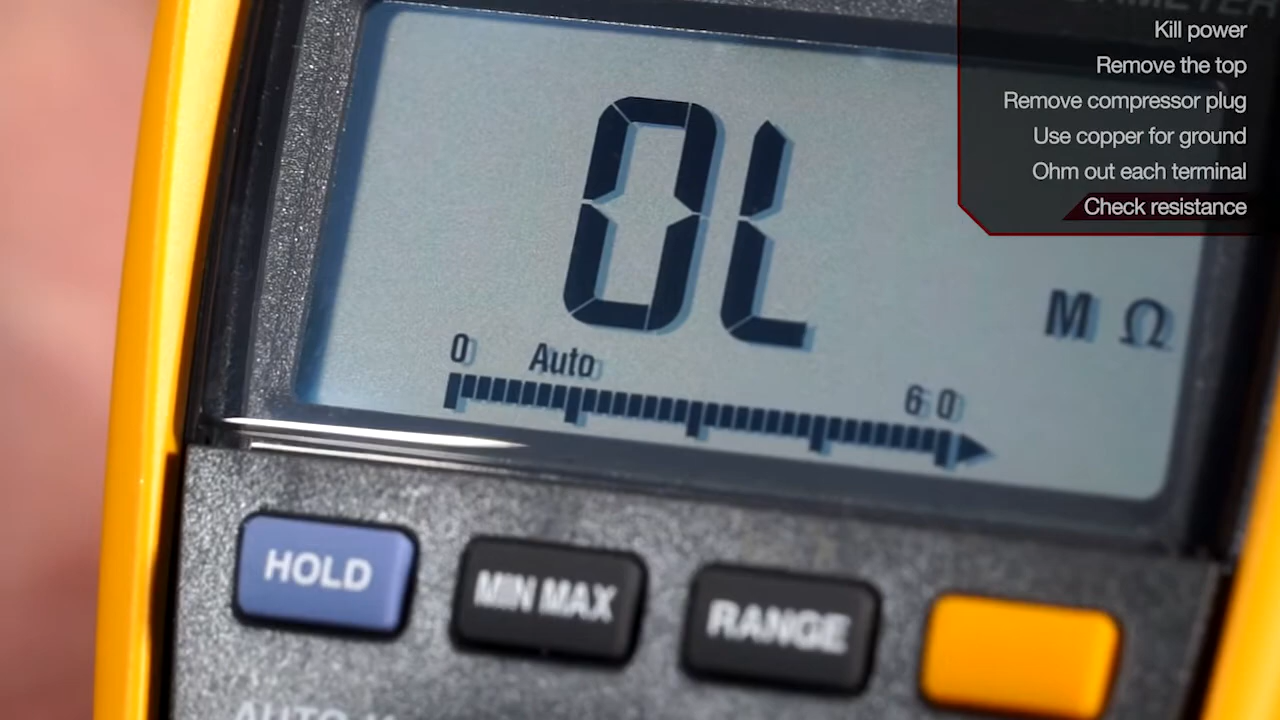 Kill power
Remove the top
Remove compressor plug
Use copper for ground
Ohm out each terminal
Check resistance
OL
M Ω
0 Auto 60
HOLD
MIN MAX
RANGE